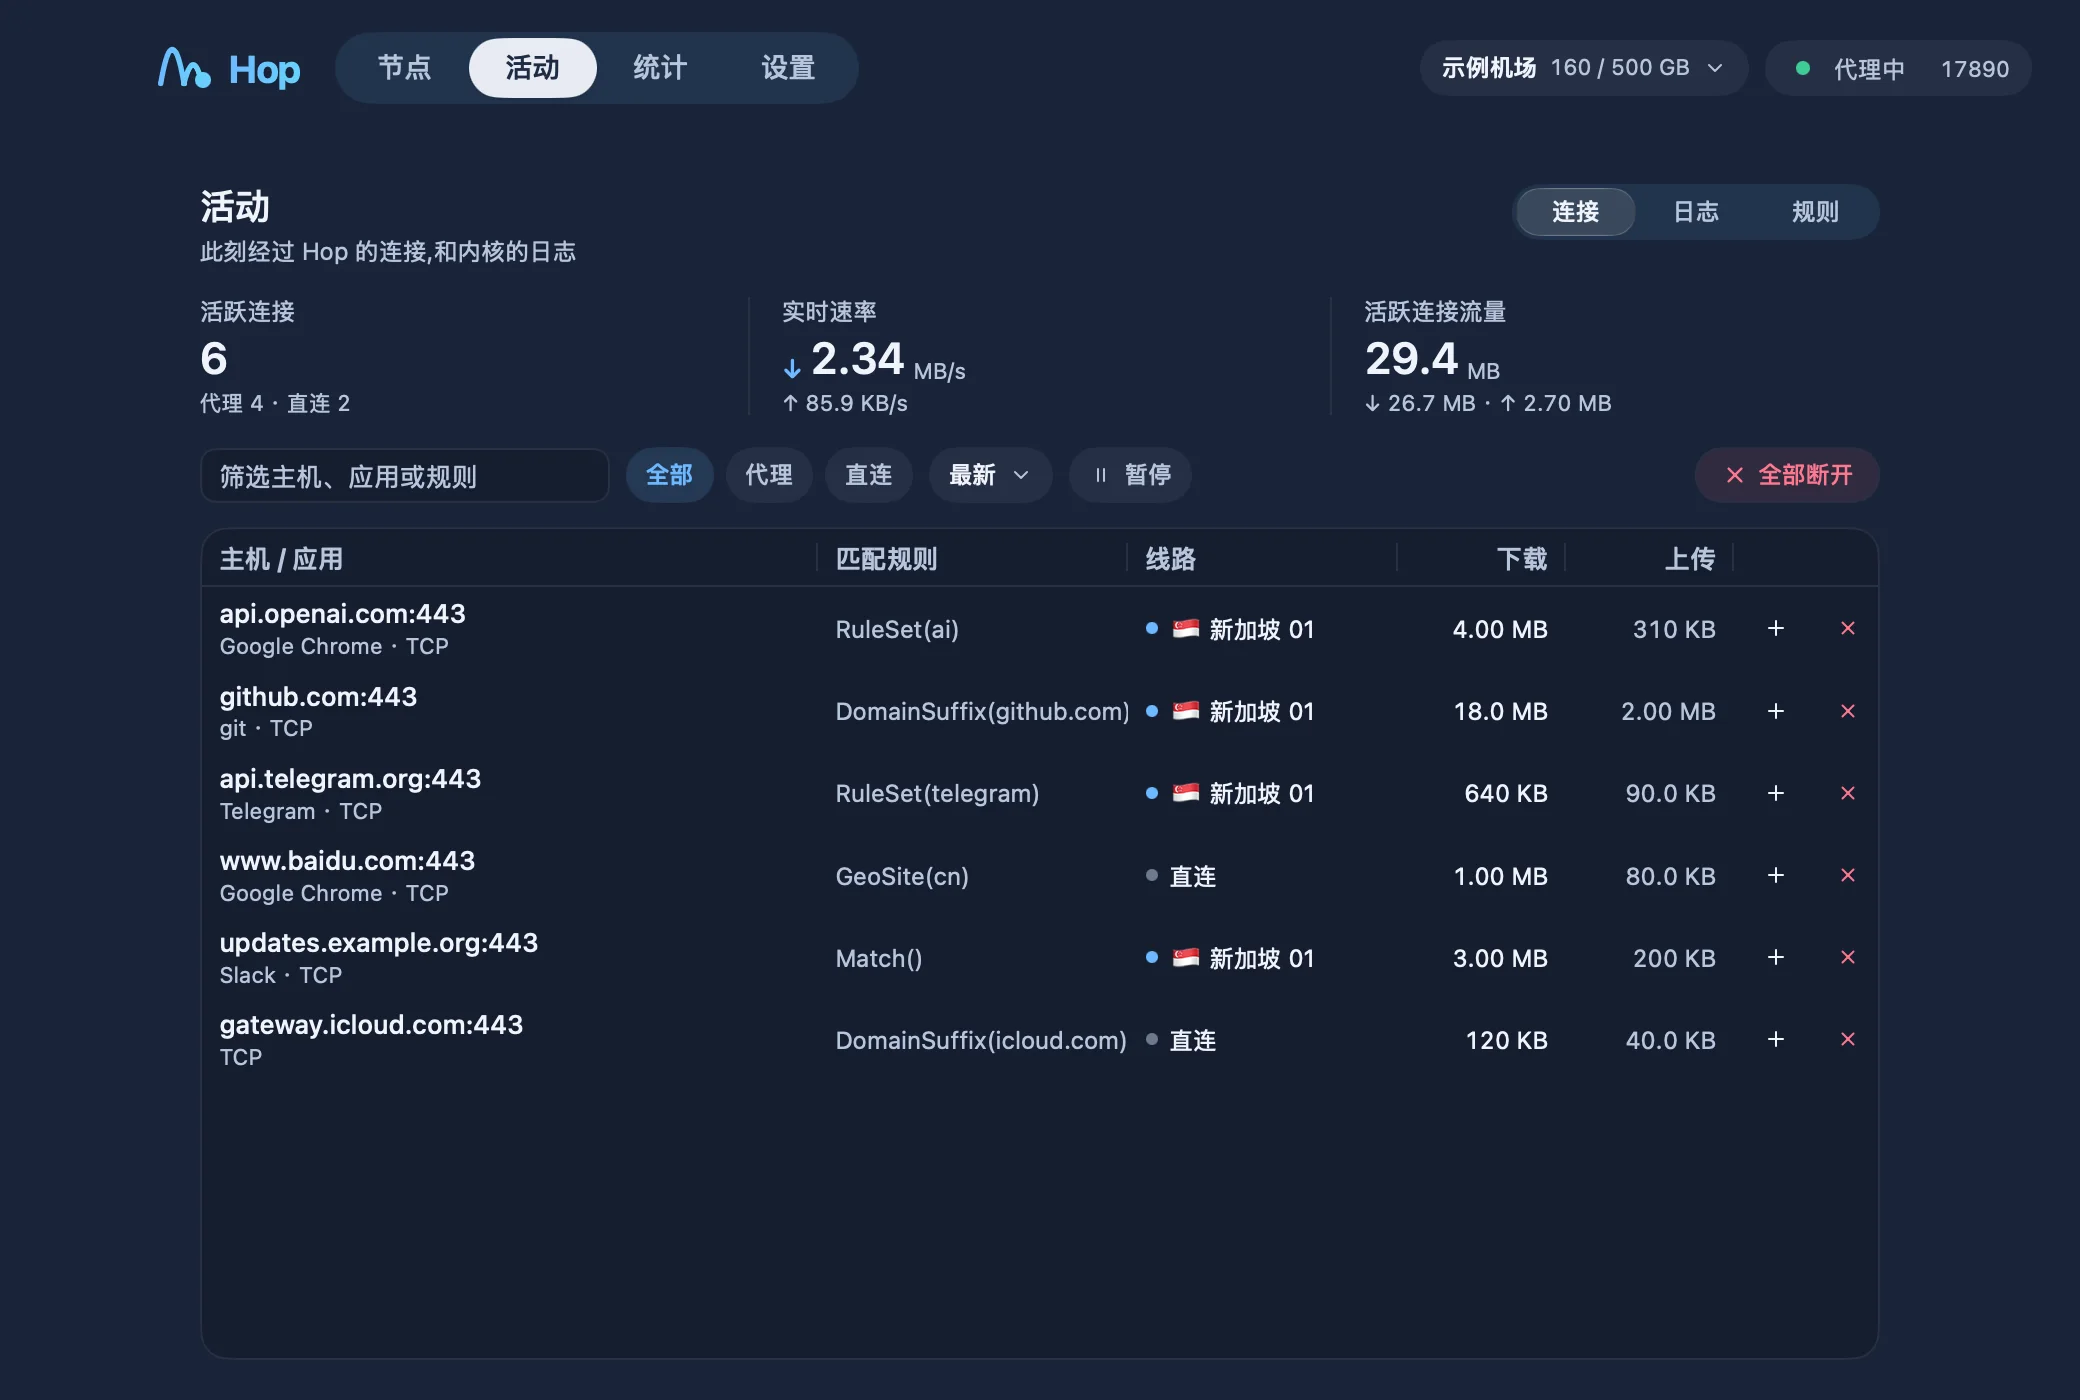 Hop
节点 活动 统计 设置
示例机场 160 / 500 GB
代理中 17890
活动
此刻经过 Hop 的连接,和内核的日志
连接 日志 规则
活跃连接
6
代理 4 · 直连 2
实时速率
↓ 2.34 MB/s
↑ 85.9 KB/s
活跃连接流量
29.4 MB
↓ 26.7 MB · ↑ 2.70 MB
筛选主机、应用或规则
全部 代理 直连 最新 暂停
全部断开
主机 / 应用 匹配规则 线路 下载 上传
api.openai.com:443
Google Chrome · TCP
RuleSet(ai) 新加坡 01 4.00 MB 310 KB
github.com:443
git · TCP
DomainSuffix(github.com) 新加坡 01 18.0 MB 2.00 MB
api.telegram.org:443
Telegram · TCP
RuleSet(telegram) 新加坡 01 640 KB 90.0 KB
www.baidu.com:443
Google Chrome · TCP
GeoSite(cn) 直连 1.00 MB 80.0 KB
updates.example.org:443
Slack · TCP
Match() 新加坡 01 3.00 MB 200 KB
gateway.icloud.com:443
TCP
DomainSuffix(icloud.com) 直连 120 KB 40.0 KB